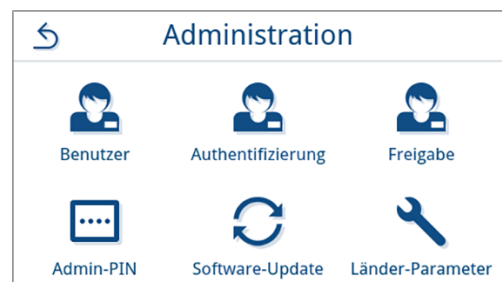 Administration
Benutzer Authentifizierung Freigabe
Admin-PIN Software-Update Länder-Parameter